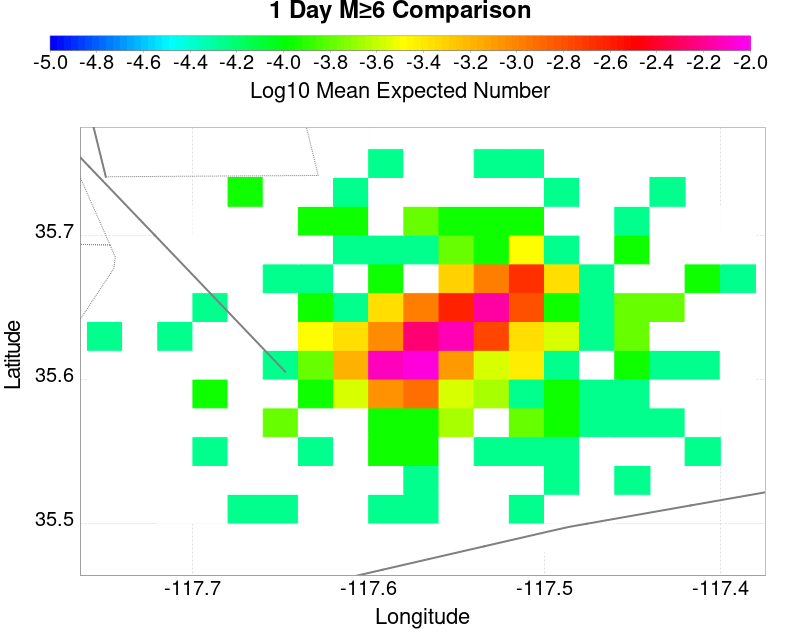 1 Day M≥6 Comparison
-5.0 -4.8 -4.6 -4.4 -4.2 -4.0 -3.8 -3.6 -3.4 -3.2 -3.0 -2.8 -2.6 -2.4 -2.2 -2.0
Log10 Mean Expected Number
35.7
35.6
35.5
Latitude
-117.7 -117.6 -117.5 -117.4
Longitude